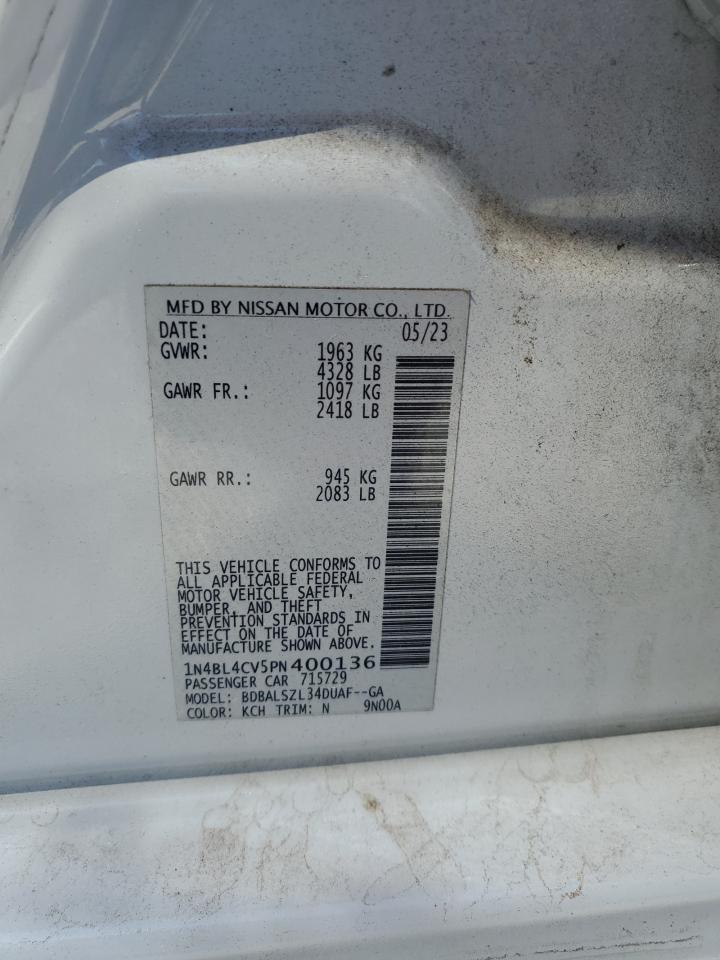 MFD BY NISSAN MOTOR CO., LTD.
DATE: 05/23
GVWR: 1963 KG
4328 LB
GAWR FR.: 1097 KG
2418 LB
GAWR RR.: 945 KG
2083 LB
THIS VEHICLE CONFORMS TO
ALL APPLICABLE FEDERAL
MOTOR VEHICLE SAFETY,
BUMPER, AND THEFT
PREVENTION STANDARDS IN
EFFECT ON THE DATE OF
MANUFACTURE SHOWN ABOVE.
1N4BL4CV5PN400136
PASSENGER CAR 715729
MODEL: BDBALSZL34DUAF--GA
COLOR: KCH TRIM: N 9N00A